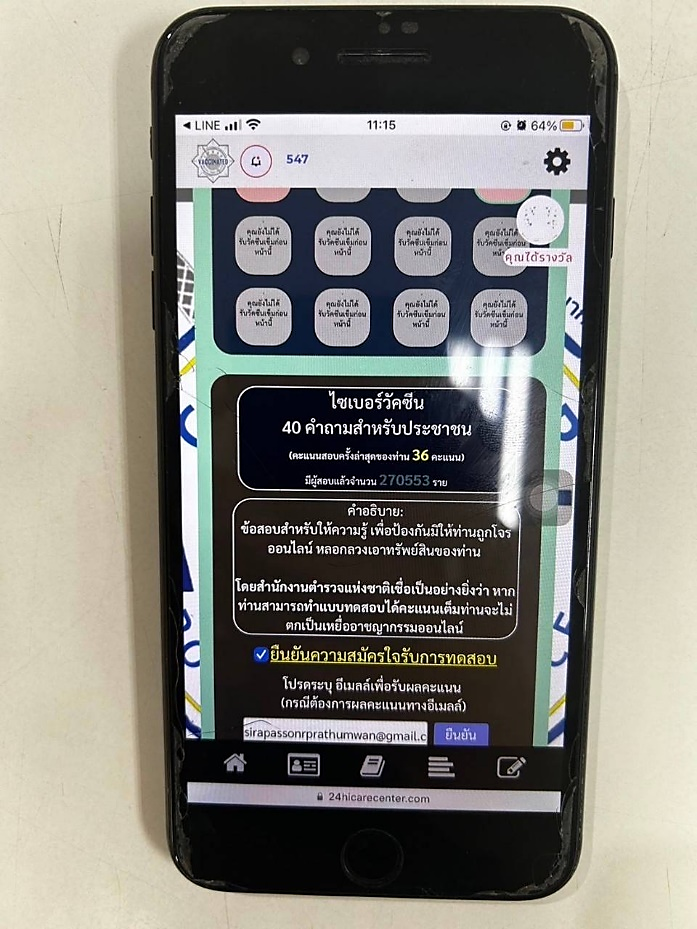 LINE 11:15 64%
VACCINATED 547
คุณยังไม่ได้ รับวัคซีนเข็มก่อน หน้านี้
คุณยังไม่ได้ รับวัคซีนเข็มก่อน หน้านี้
คุณยังไม่ได้ รับวัคซีนเข็มก่อน หน้านี้
คุณยังไม่ได้ รับวัคซีนเข็มก่อน
คุณได้รางวัล
คุณยังไม่ได้ รับวัคซีนเข็มก่อน หน้านี้
คุณยังไม่ได้ รับวัคซีนเข็มก่อน หน้านี้
คุณยังไม่ได้ รับวัคซีนเข็มก่อน หน้านี้
คุณยังไม่ได้ รับวัคซีนเข็มก่อน หน้านี้
ไซเบอร์วัคซีน
40 คำถามสำหรับประชาชน
(คะแนนสอบครั้งล่าสุดของท่าน 36 คะแนน)
มีผู้สอบแล้วจำนวน 270553 ราย
คำอธิบาย:
ข้อสอบสำหรับให้ความรู้ เพื่อป้องกันมิให้ท่านถูกโจร
ออนไลน์ หลอกลวงเอาทรัพย์สินของท่าน
โดยสำนักงานตำรวจแห่งชาติเชื่อเป็นอย่างยิ่งว่า หาก
ท่านสามารถทำแบบทดสอบได้คะแนนเต็มท่านจะไม่
ตกเป็นเหยื่ออาชญากรรมออนไลน์
ยืนยันความสมัครใจรับการทดสอบ
โปรดระบุ อีเมลล์เพื่อรับผลคะแนน
(กรณีต้องการผลคะแนนทางอีเมลล์)
sirapassonrprathumwan@gmail.c ยืนยัน
24hicarecenter.com